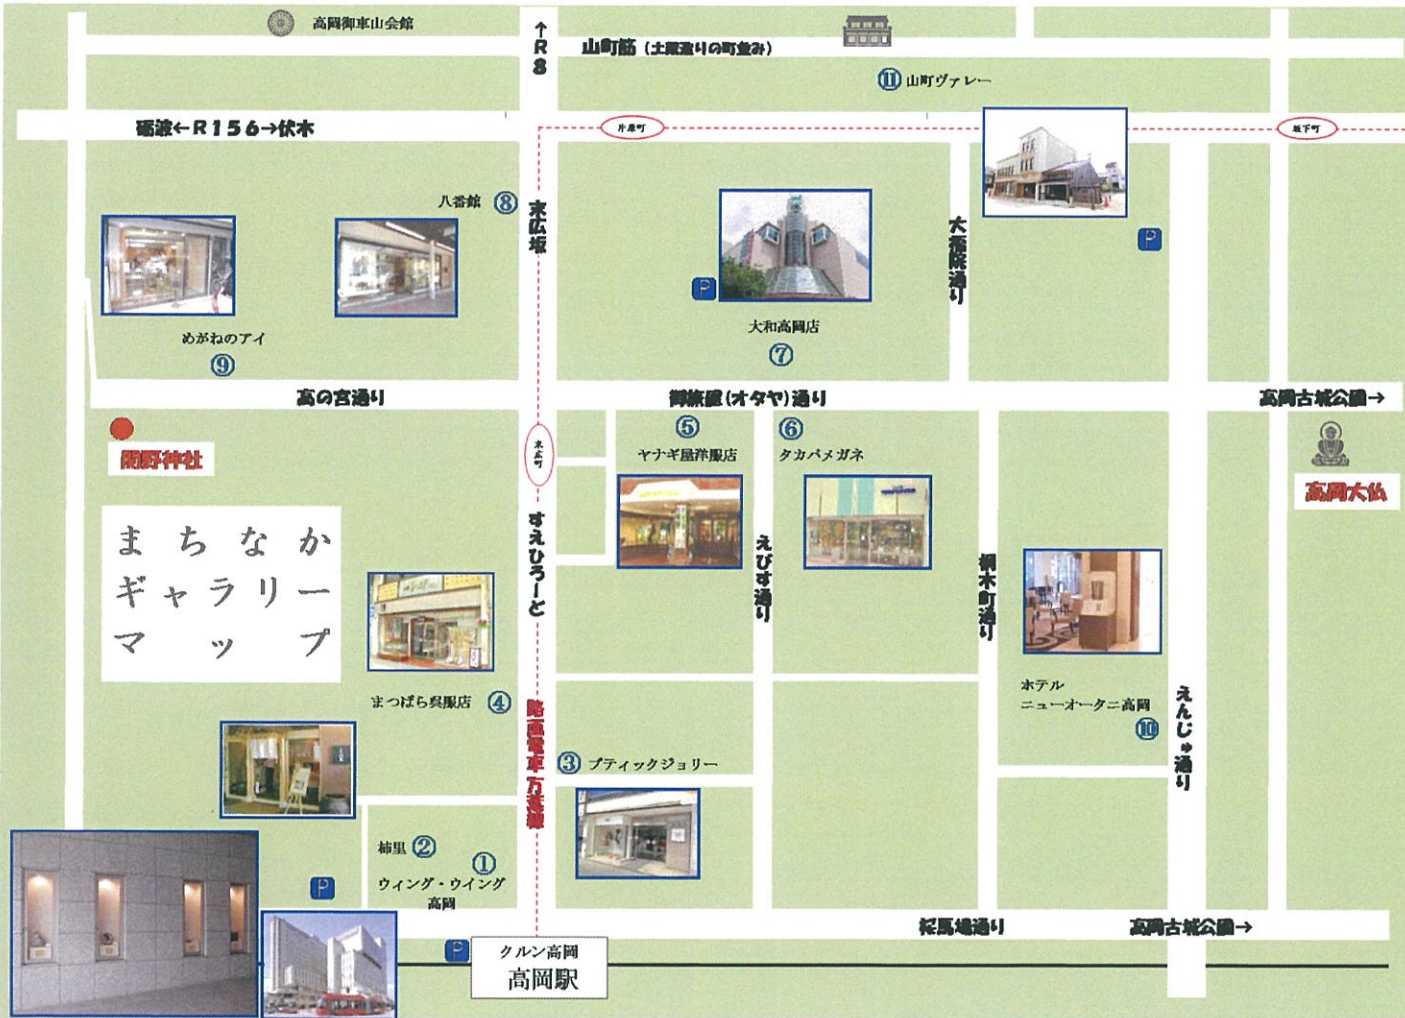 高岡御車山会館
↑R8
山町筋（土蔵造りの町並み）
⑪ 山町ヴァレー
砺波←R156→伏木
片原町
坂下町
八番館 ⑧
末広坂
大福院通り
P
P
大和高岡店
⑦
めがねのアイ
⑨
高の宮通り
御旅屋(オタヤ)通り
高岡古城公園→
関野神社
末広町
⑤
ヤナギ屋洋服店
⑥
タカバメガネ
高岡大仏
まちなか
ギャラリー
マップ
すえひろーど
えびす通り
桐木町通り
まつばら呉服店 ④
路面電車 万葉線
ホテル
ニューオータニ高岡
⑩
えんじゅ通り
③ ブティックジョリー
柿里 ②
①
ウィング・ウイング
高岡
P
桜馬場通り
高岡古城公園→
P
クルン高岡
高岡駅